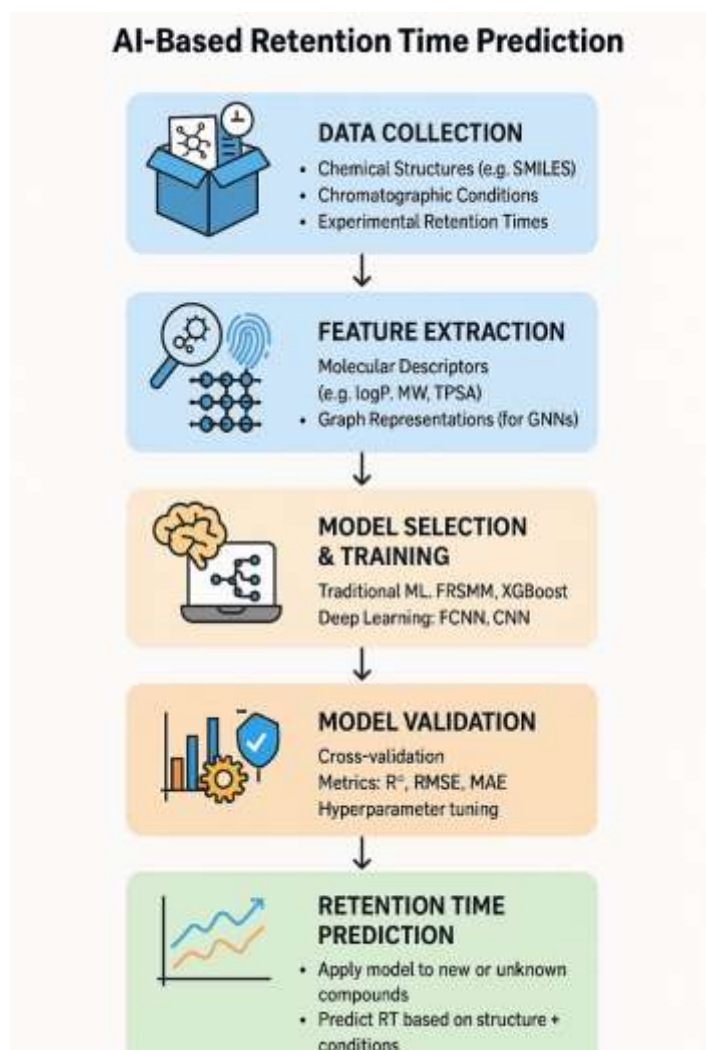 AI-Based Retention Time Prediction
DATA COLLECTION
• Chemical Structures (e.g. SMILES)
• Chromatographic Conditions
• Experimental Retention Times
FEATURE EXTRACTION
Molecular Descriptors
(e.g. logP, MW, TPSA)
• Graph Representations (for GNNs)
MODEL SELECTION
& TRAINING
Traditional ML. FRSMM, XGBoost
Deep Learning: FCNN, CNN
MODEL VALIDATION
Cross-validation
Metrics: R², RMSE, MAE
Hyperparameter tuning
RETENTION TIME
PREDICTION
• Apply model to new or unknown
compounds
• Predict RT based on structure +
conditions